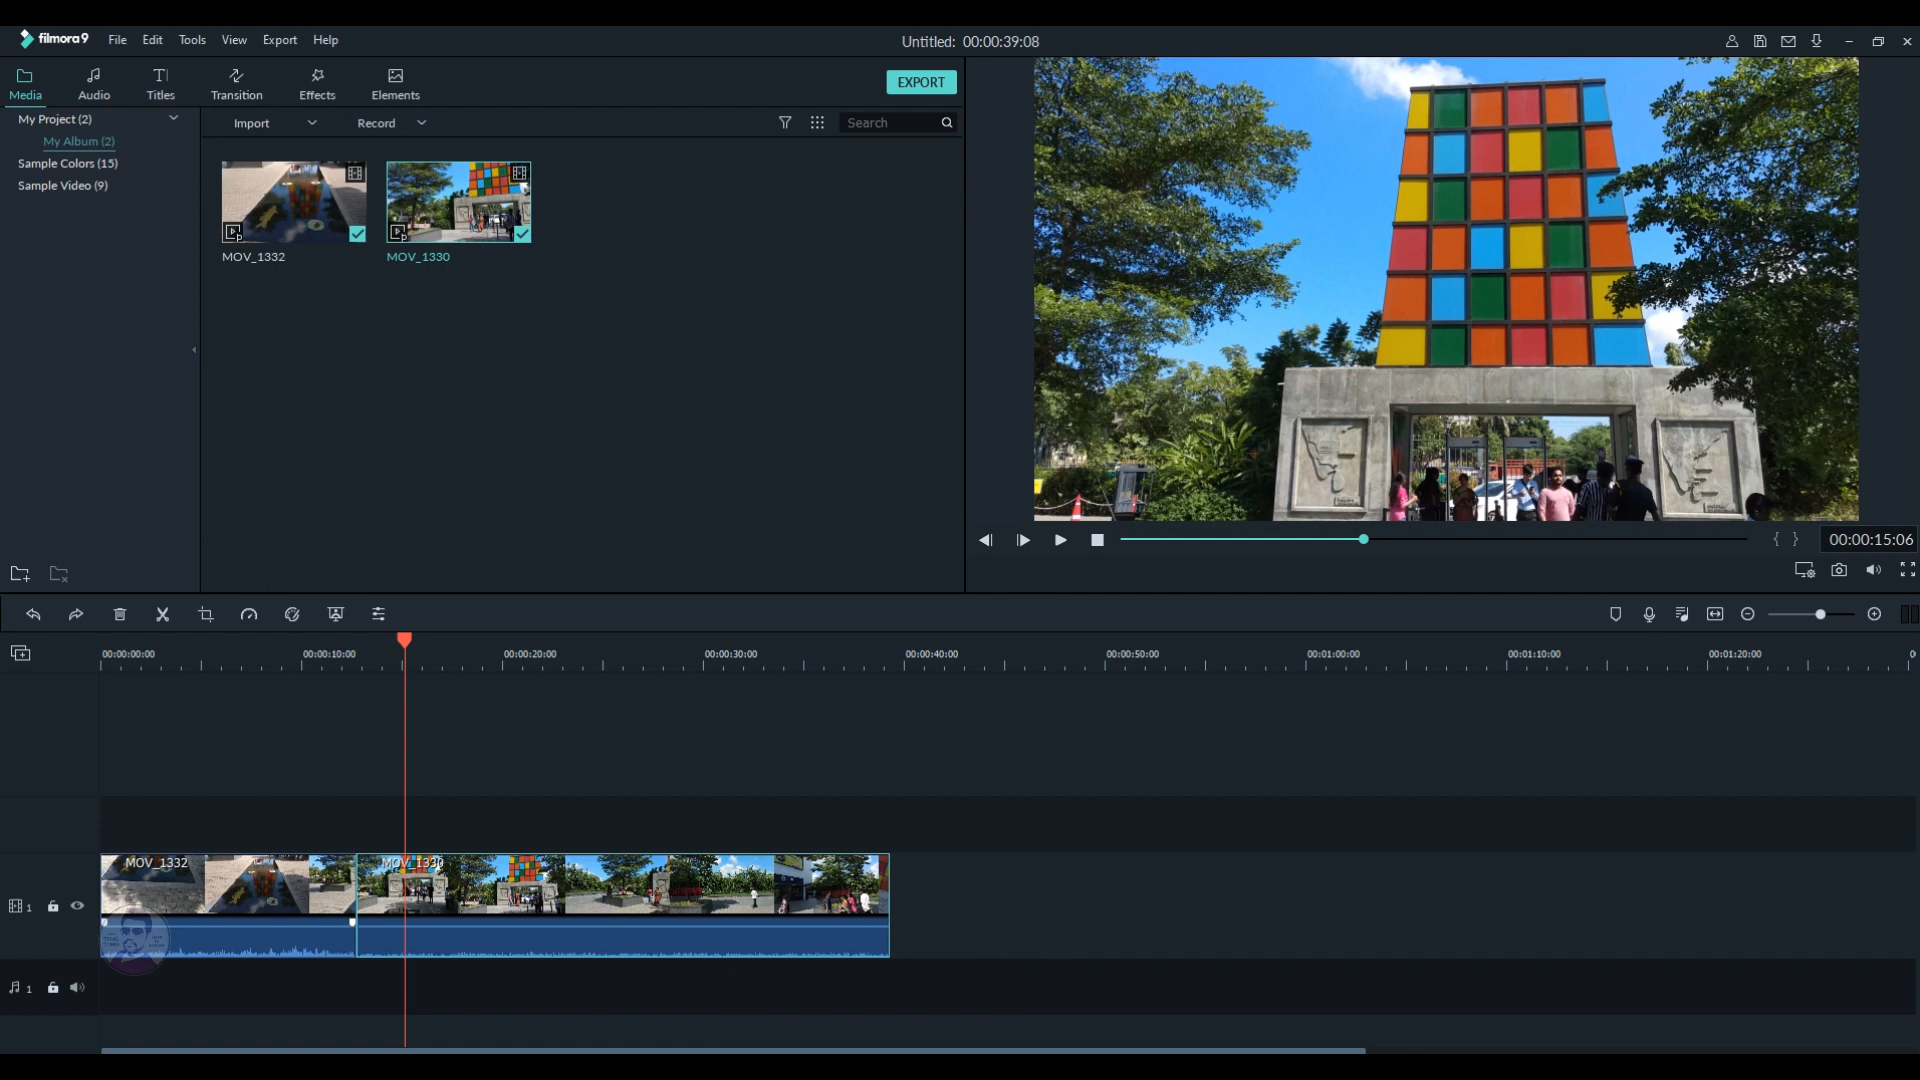 filmora9 File Edit Tools View Export Help
Untitled: 00:00:39:08
Media Audio Titles Transition Effects Elements
EXPORT
My Project (2)
My Album (2)
Sample Colors (15)
Sample Video (9)
Import Record Search
MOV_1332 MOV_1330
00:00:15:06
00:00:00:00 00:00:10:00 00:00:20:00 00:00:30:00 00:00:40:00 00:00:50:00 00:01:00:00 00:01:10:00 00:01:20:00 0
MOV_1332 MOV_1330
1
1